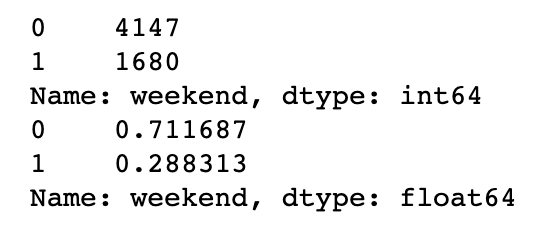 0    4147
1    1680
Name: weekend, dtype: int64
0    0.711687
1    0.288313
Name: weekend, dtype: float64